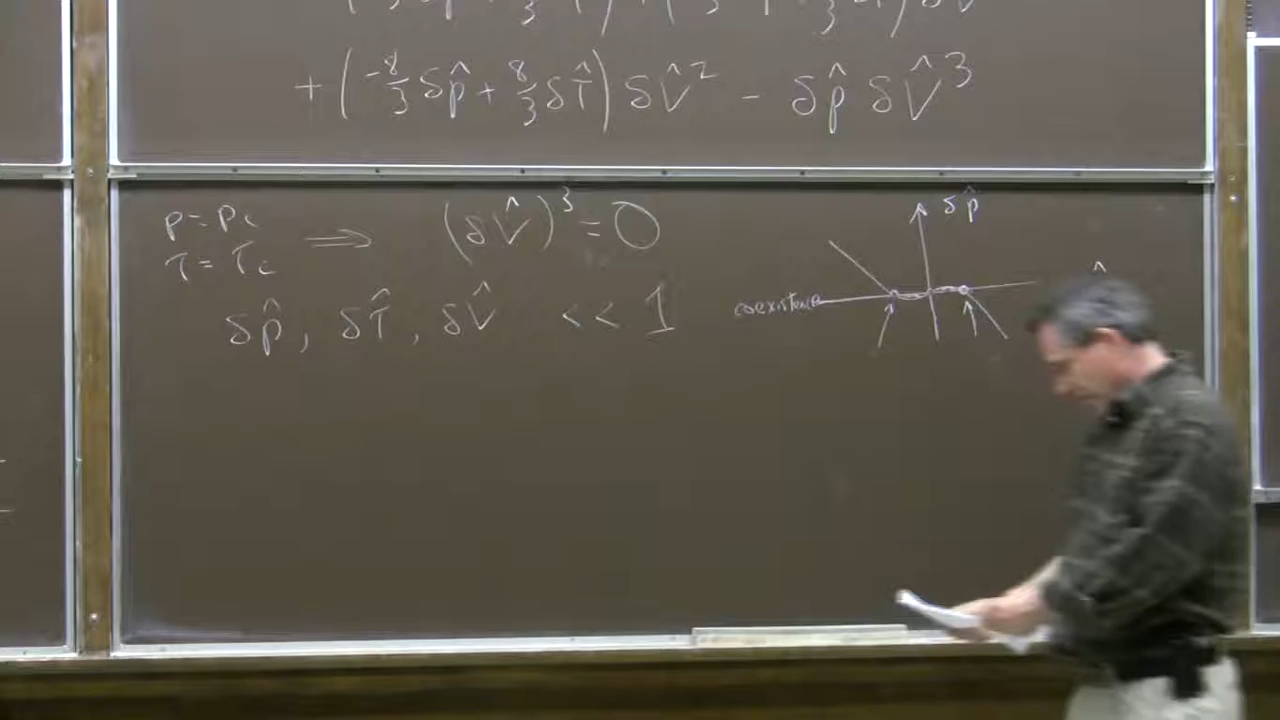 + (-8/3 δp̂ + 8/3 δT̂) δV̂² - δp̂ δV̂³
p = pc
T = Tc
⟹ (δV̂)³ = 0
δp̂, δT̂, δV̂ << 1
δp̂
coexistence